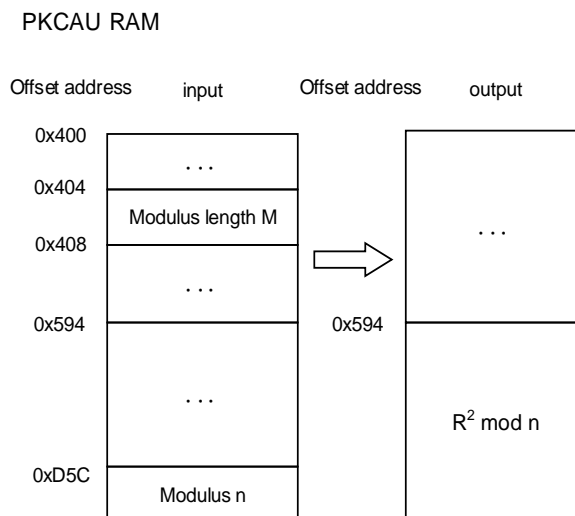 PKCAU RAM
Offset address input Offset address output
0x400
...
0x404
Modulus length M
0x408
...
...
0x594 0x594
...
R² mod n
0xD5C
Modulus n